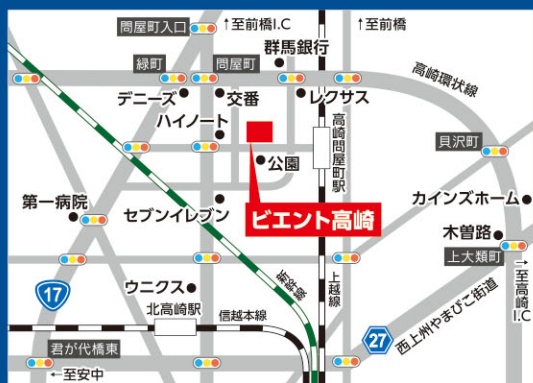 問屋町入口
↑至前橋I.C
↑至前橋
群馬銀行
緑町
問屋町
高崎環状線
デニーズ
交番
レクサス
ハイノート
高崎問屋町駅
貝沢町
公園
第一病院
セブンイレブン
ビエント高崎
カインズホーム
木曽路
上大類町
新幹線
上越線
17
ウニクス
北高崎駅
信越本線
27
西上州やまびこ街道
↑至高崎I.C
君が代橋東
←至安中